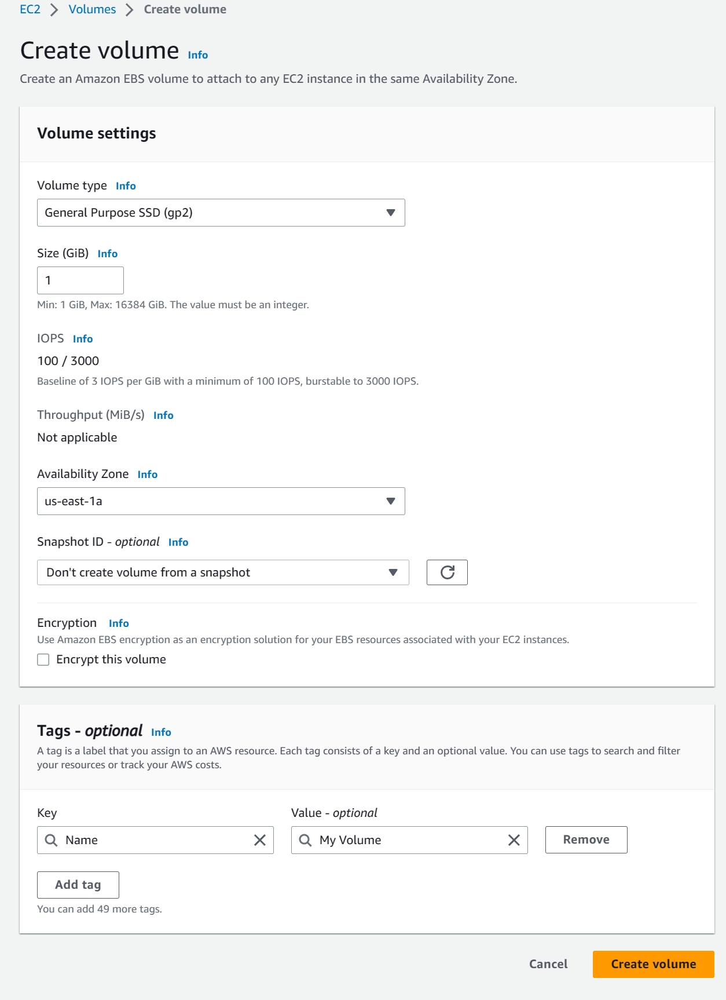 EC2 > Volumes > Create volume
Create volume Info
Create an Amazon EBS volume to attach to any EC2 instance in the same Availability Zone.
Volume settings
Volume type Info
General Purpose SSD (gp2)
Size (GiB) Info
1
Min: 1 GiB, Max: 16384 GiB. The value must be an integer.
IOPS Info
100 / 3000
Baseline of 3 IOPS per GiB with a minimum of 100 IOPS, burstable to 3000 IOPS.
Throughput (MiB/s) Info
Not applicable
Availability Zone Info
us-east-1a
Snapshot ID - optional Info
Don't create volume from a snapshot
Encryption Info
Use Amazon EBS encryption as an encryption solution for your EBS resources associated with your EC2 instances.
Encrypt this volume
Tags - optional Info
A tag is a label that you assign to an AWS resource. Each tag consists of a key and an optional value. You can use tags to search and filter
your resources or track your AWS costs.
Key Value - optional
Name My Volume Remove
Add tag
You can add 49 more tags.
Cancel Create volume